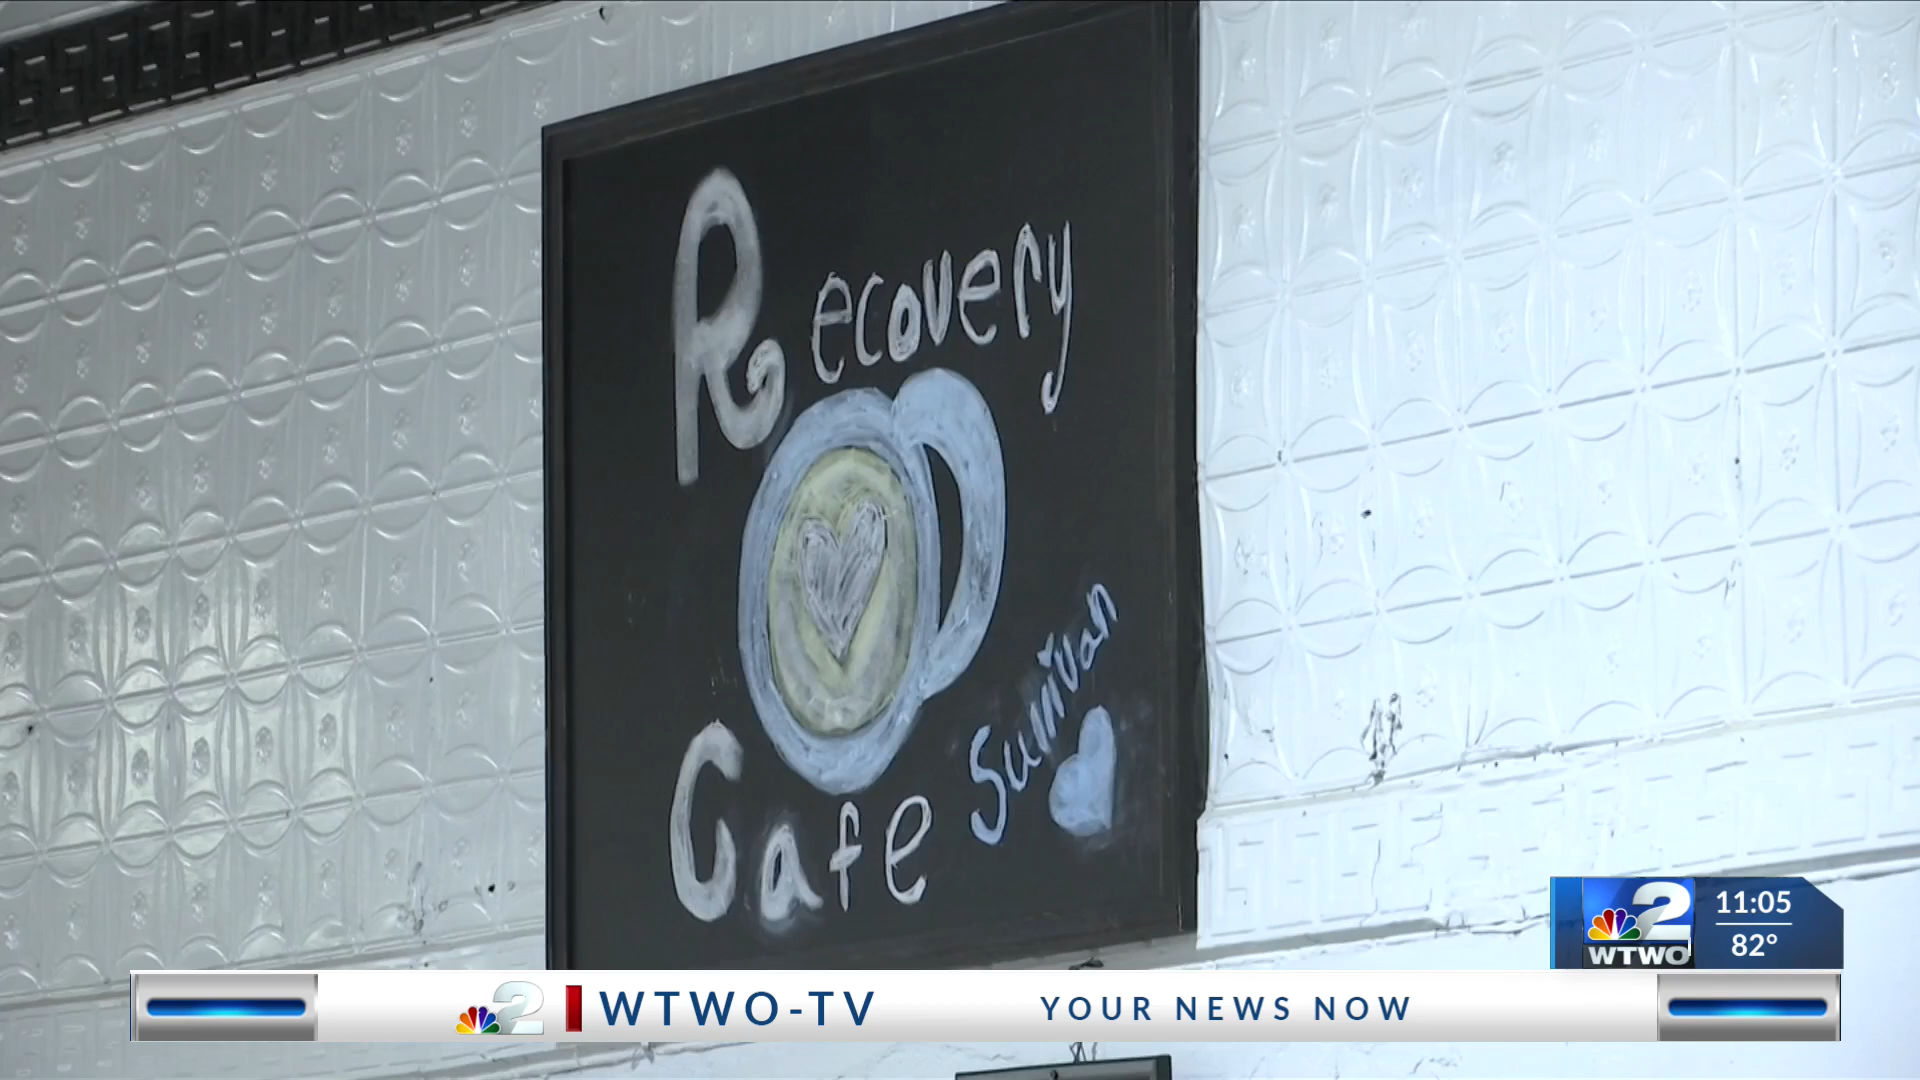 Recovery
Cafe
Sullivan
2
WTWO
11:05
82°
2 WTWO-TV YOUR NEWS NOW